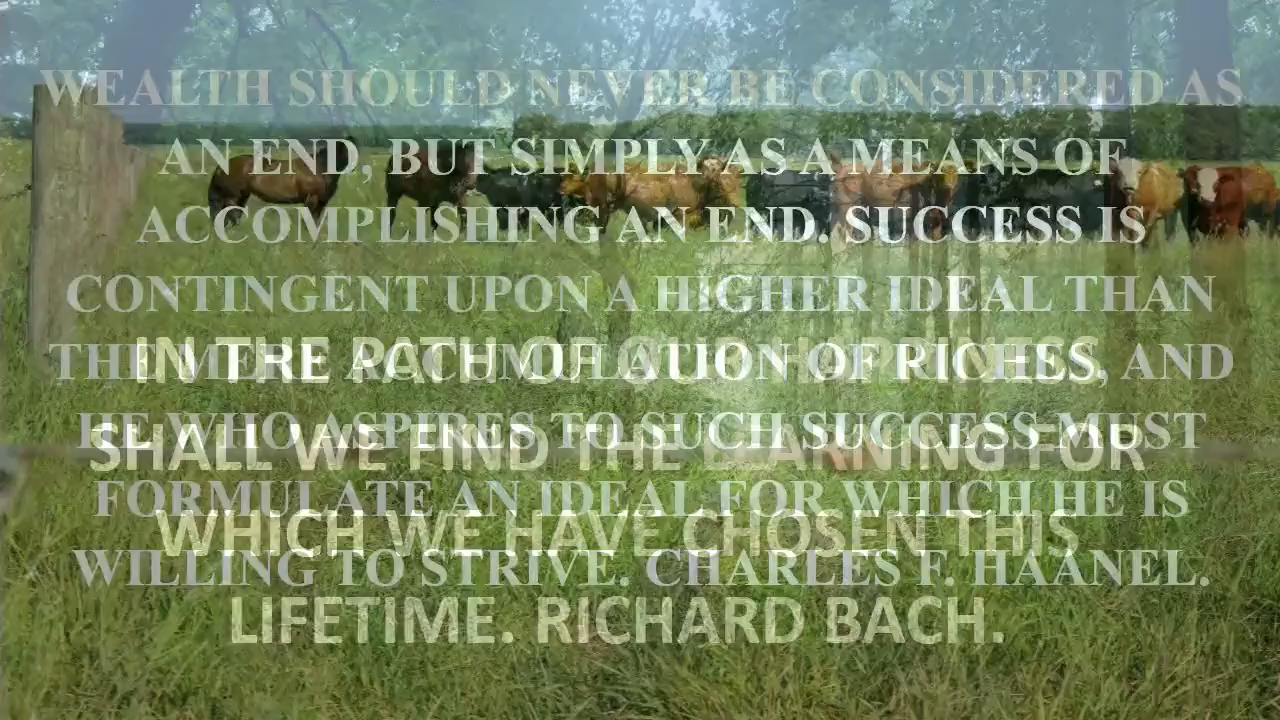 WEALTH SHOULD NEVER BE CONSIDERED AS
AN END, BUT SIMPLY AS A MEANS OF
ACCOMPLISHING AN END. SUCCESS IS
CONTINGENT UPON A HIGHER IDEAL THAN
THE MERE ACCUMULATION OF RICHES, AND
HE WHO ASPIRES TO SUCH SUCCESS MUST
FORMULATE AN IDEAL FOR WHICH HE IS
WILLING TO STRIVE. CHARLES F. HAANEL.
IN THE PATH OF OUR HAPPINESS
SHALL WE FIND THE LEARNING FOR
WHICH WE HAVE CHOSEN THIS
LIFETIME. RICHARD BACH.